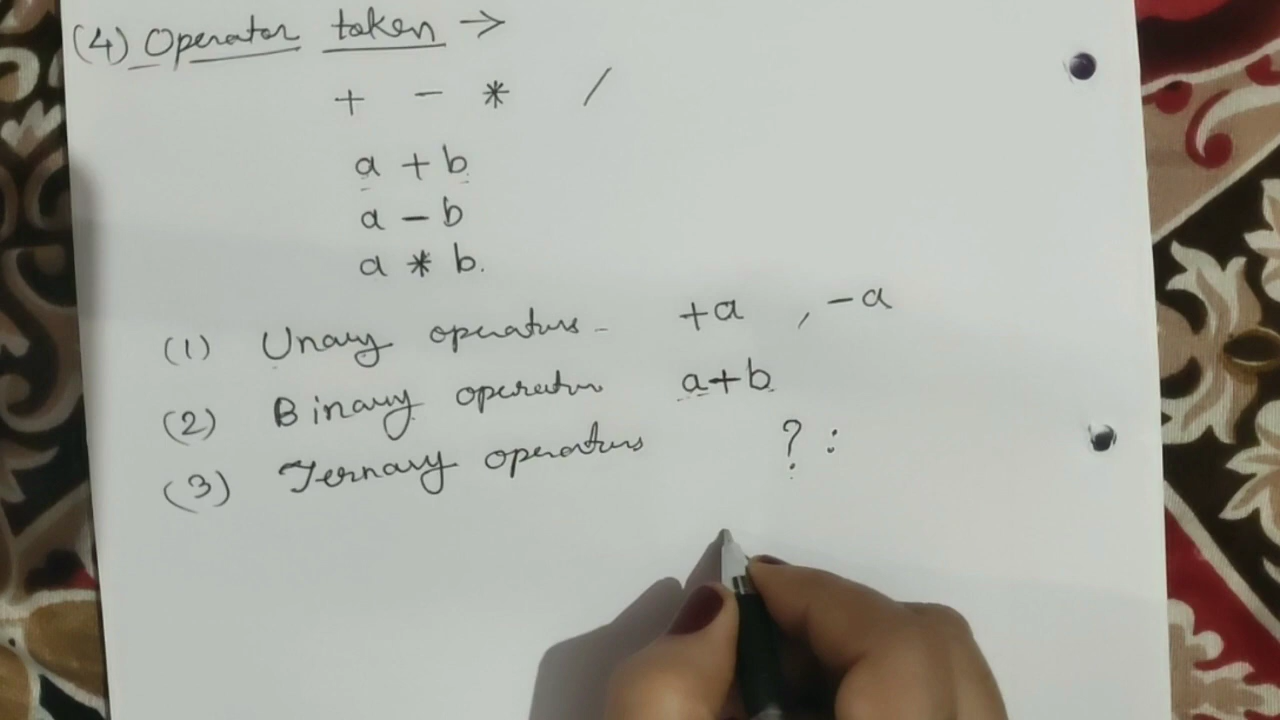 (4) Operator token →
+ - * /
a + b
a - b
a * b.
(1) Unary operators - +a , -a
(2) Binary operator a+b
(3) Ternary operators ? :